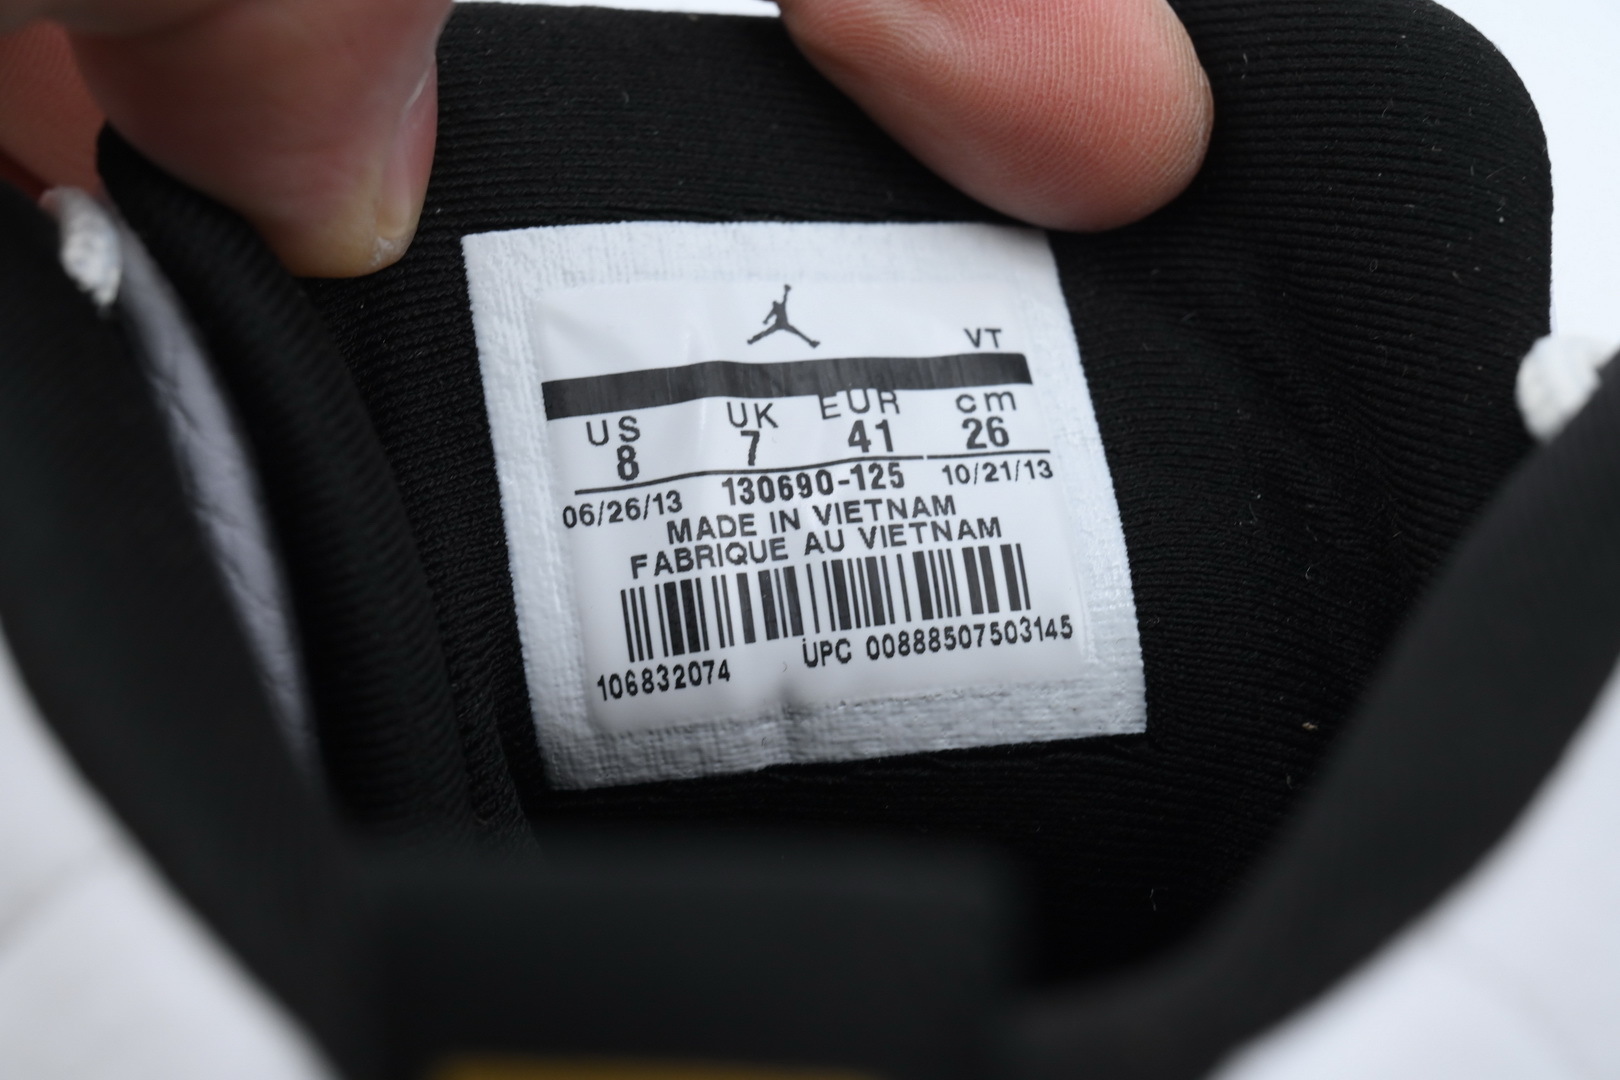 VT
US UK EUR cm
8 7 41 26
06/26/13 130690-125 10/21/13
MADE IN VIETNAM
FABRIQUE AU VIETNAM
106832074 UPC 00888507503145